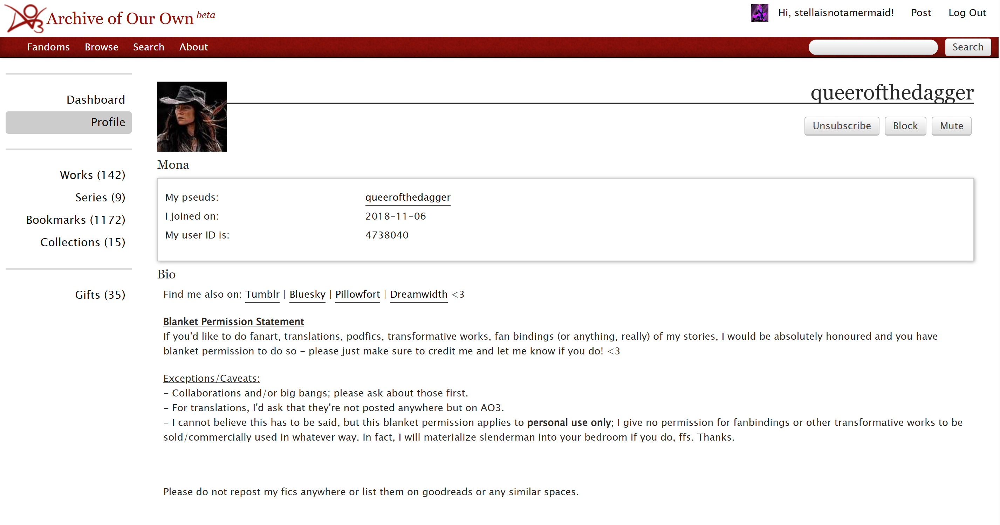 Archive of Our Own beta
Hi, stellaisnotamermaid! Post Log Out
Fandoms Browse Search About
Search
Dashboard
Profile
Works (142)
Series (9)
Bookmarks (1172)
Collections (15)
Gifts (35)
queerofthedagger
Unsubscribe Block Mute
Mona
My pseuds: queerofthedagger
I joined on: 2018-11-06
My user ID is: 4738040
Bio
Find me also on: Tumblr | Bluesky | Pillowfort | Dreamwidth <3
Blanket Permission Statement
If you'd like to do fanart, translations, podfics, transformative works, fan bindings (or anything, really) of my stories, I would be absolutely honoured and you have
blanket permission to do so – please just make sure to credit me and let me know if you do! <3
Exceptions/Caveats:
– Collaborations and/or big bangs; please ask about those first.
– For translations, I'd ask that they're not posted anywhere but on AO3.
– I cannot believe this has to be said, but this blanket permission applies to personal use only; I give no permission for fanbindings or other transformative works to be
sold/commercially used in whatever way. In fact, I will materialize slenderman into your bedroom if you do, ffs. Thanks.
Please do not repost my fics anywhere or list them on goodreads or any similar spaces.